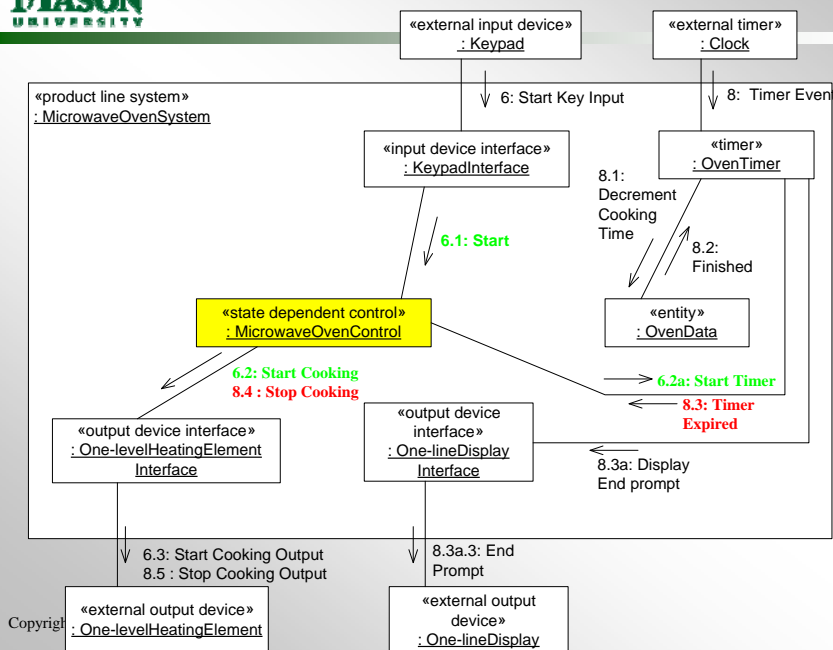 MASON
UNIVERSITY
«external input device»
: Keypad
«external timer»
: Clock
«product line system»
: MicrowaveOvenSystem
6: Start Key Input
8: Timer Event
«input device interface»
: KeypadInterface
«timer»
: OvenTimer
8.1:
Decrement
Cooking
Time
6.1: Start
8.2:
Finished
«state dependent control»
: MicrowaveOvenControl
«entity»
: OvenData
6.2: Start Cooking
8.4 : Stop Cooking
6.2a: Start Timer
8.3: Timer
Expired
«output device interface»
: One-levelHeatingElement
Interface
«output device
interface»
: One-lineDisplay
Interface
8.3a: Display
End prompt
6.3: Start Cooking Output
8.5 : Stop Cooking Output
8.3a.3: End
Prompt
Copyrigh
«external output device»
: One-levelHeatingElement
«external output
device»
: One-lineDisplay